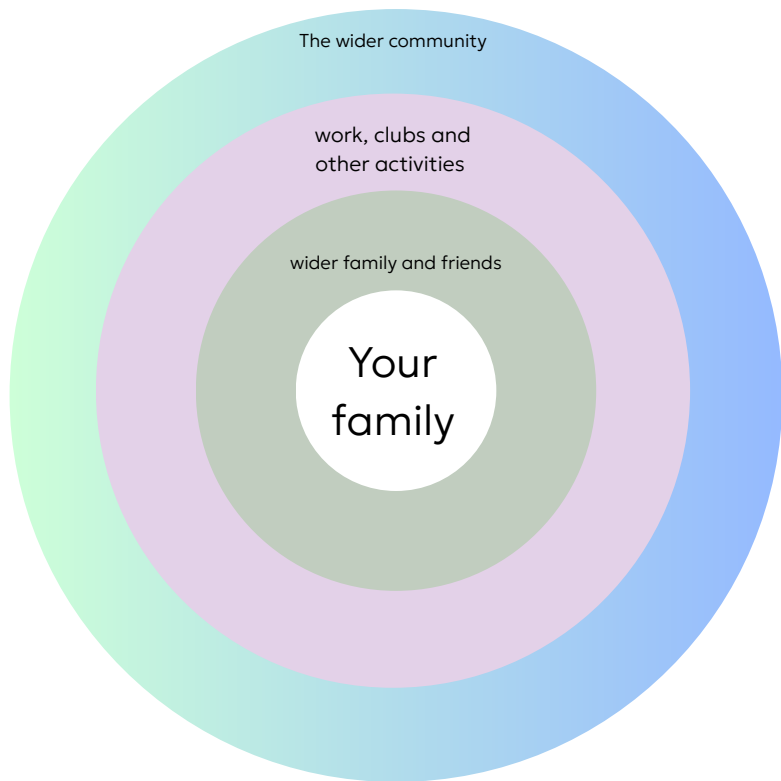 The wider community
work, clubs and
other activities
wider family and friends
Your
family